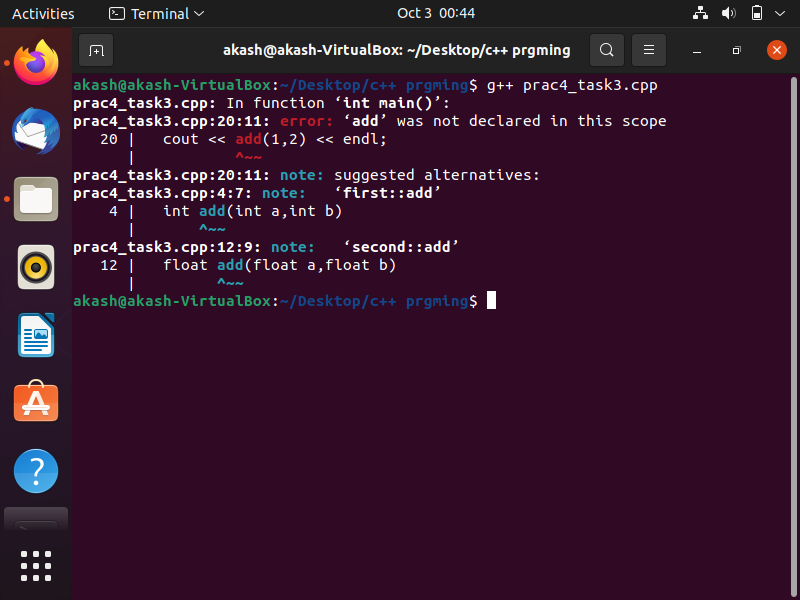 Activities
Terminal
Oct 3 00:44
akash@akash-VirtualBox: ~/Desktop/c++ prgming
akash@akash-VirtualBox:~/Desktop/c++ prgming$ g++ prac4_task3.cpp
prac4_task3.cpp: In function ‘int main()’:
prac4_task3.cpp:20:11: error: ‘add’ was not declared in this scope
   20 |   cout << add(1,2) << endl;
      |           ^~~
prac4_task3.cpp:20:11: note: suggested alternatives:
prac4_task3.cpp:4:7: note:   ‘first::add’
    4 |   int add(int a,int b)
      |       ^~~
prac4_task3.cpp:12:9: note:   ‘second::add’
   12 |   float add(float a,float b)
      |         ^~~
akash@akash-VirtualBox:~/Desktop/c++ prgming$